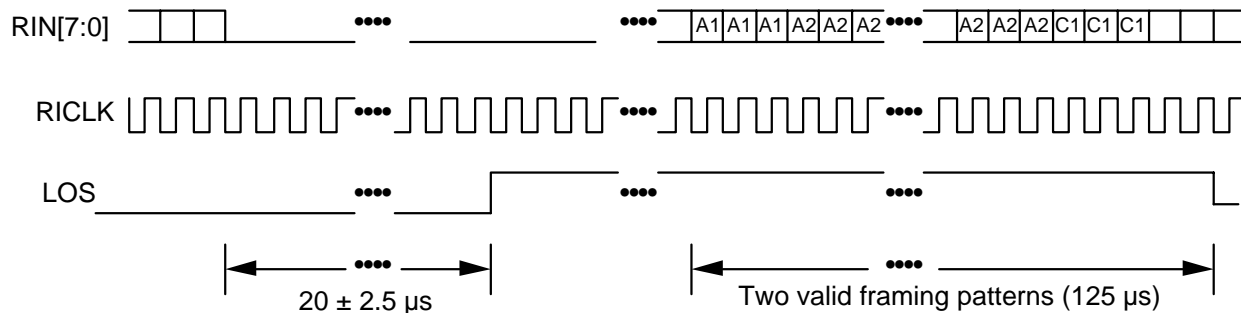 RIN[7:0] •••• •••• A1 A1 A1 A2 A2 A2 •••• A2 A2 A2 C1 C1 C1
RICLK •••• •••• ••••
LOS •••• •••• ••••
•••• ••••
20 ± 2.5 µs Two valid framing patterns (125 µs)